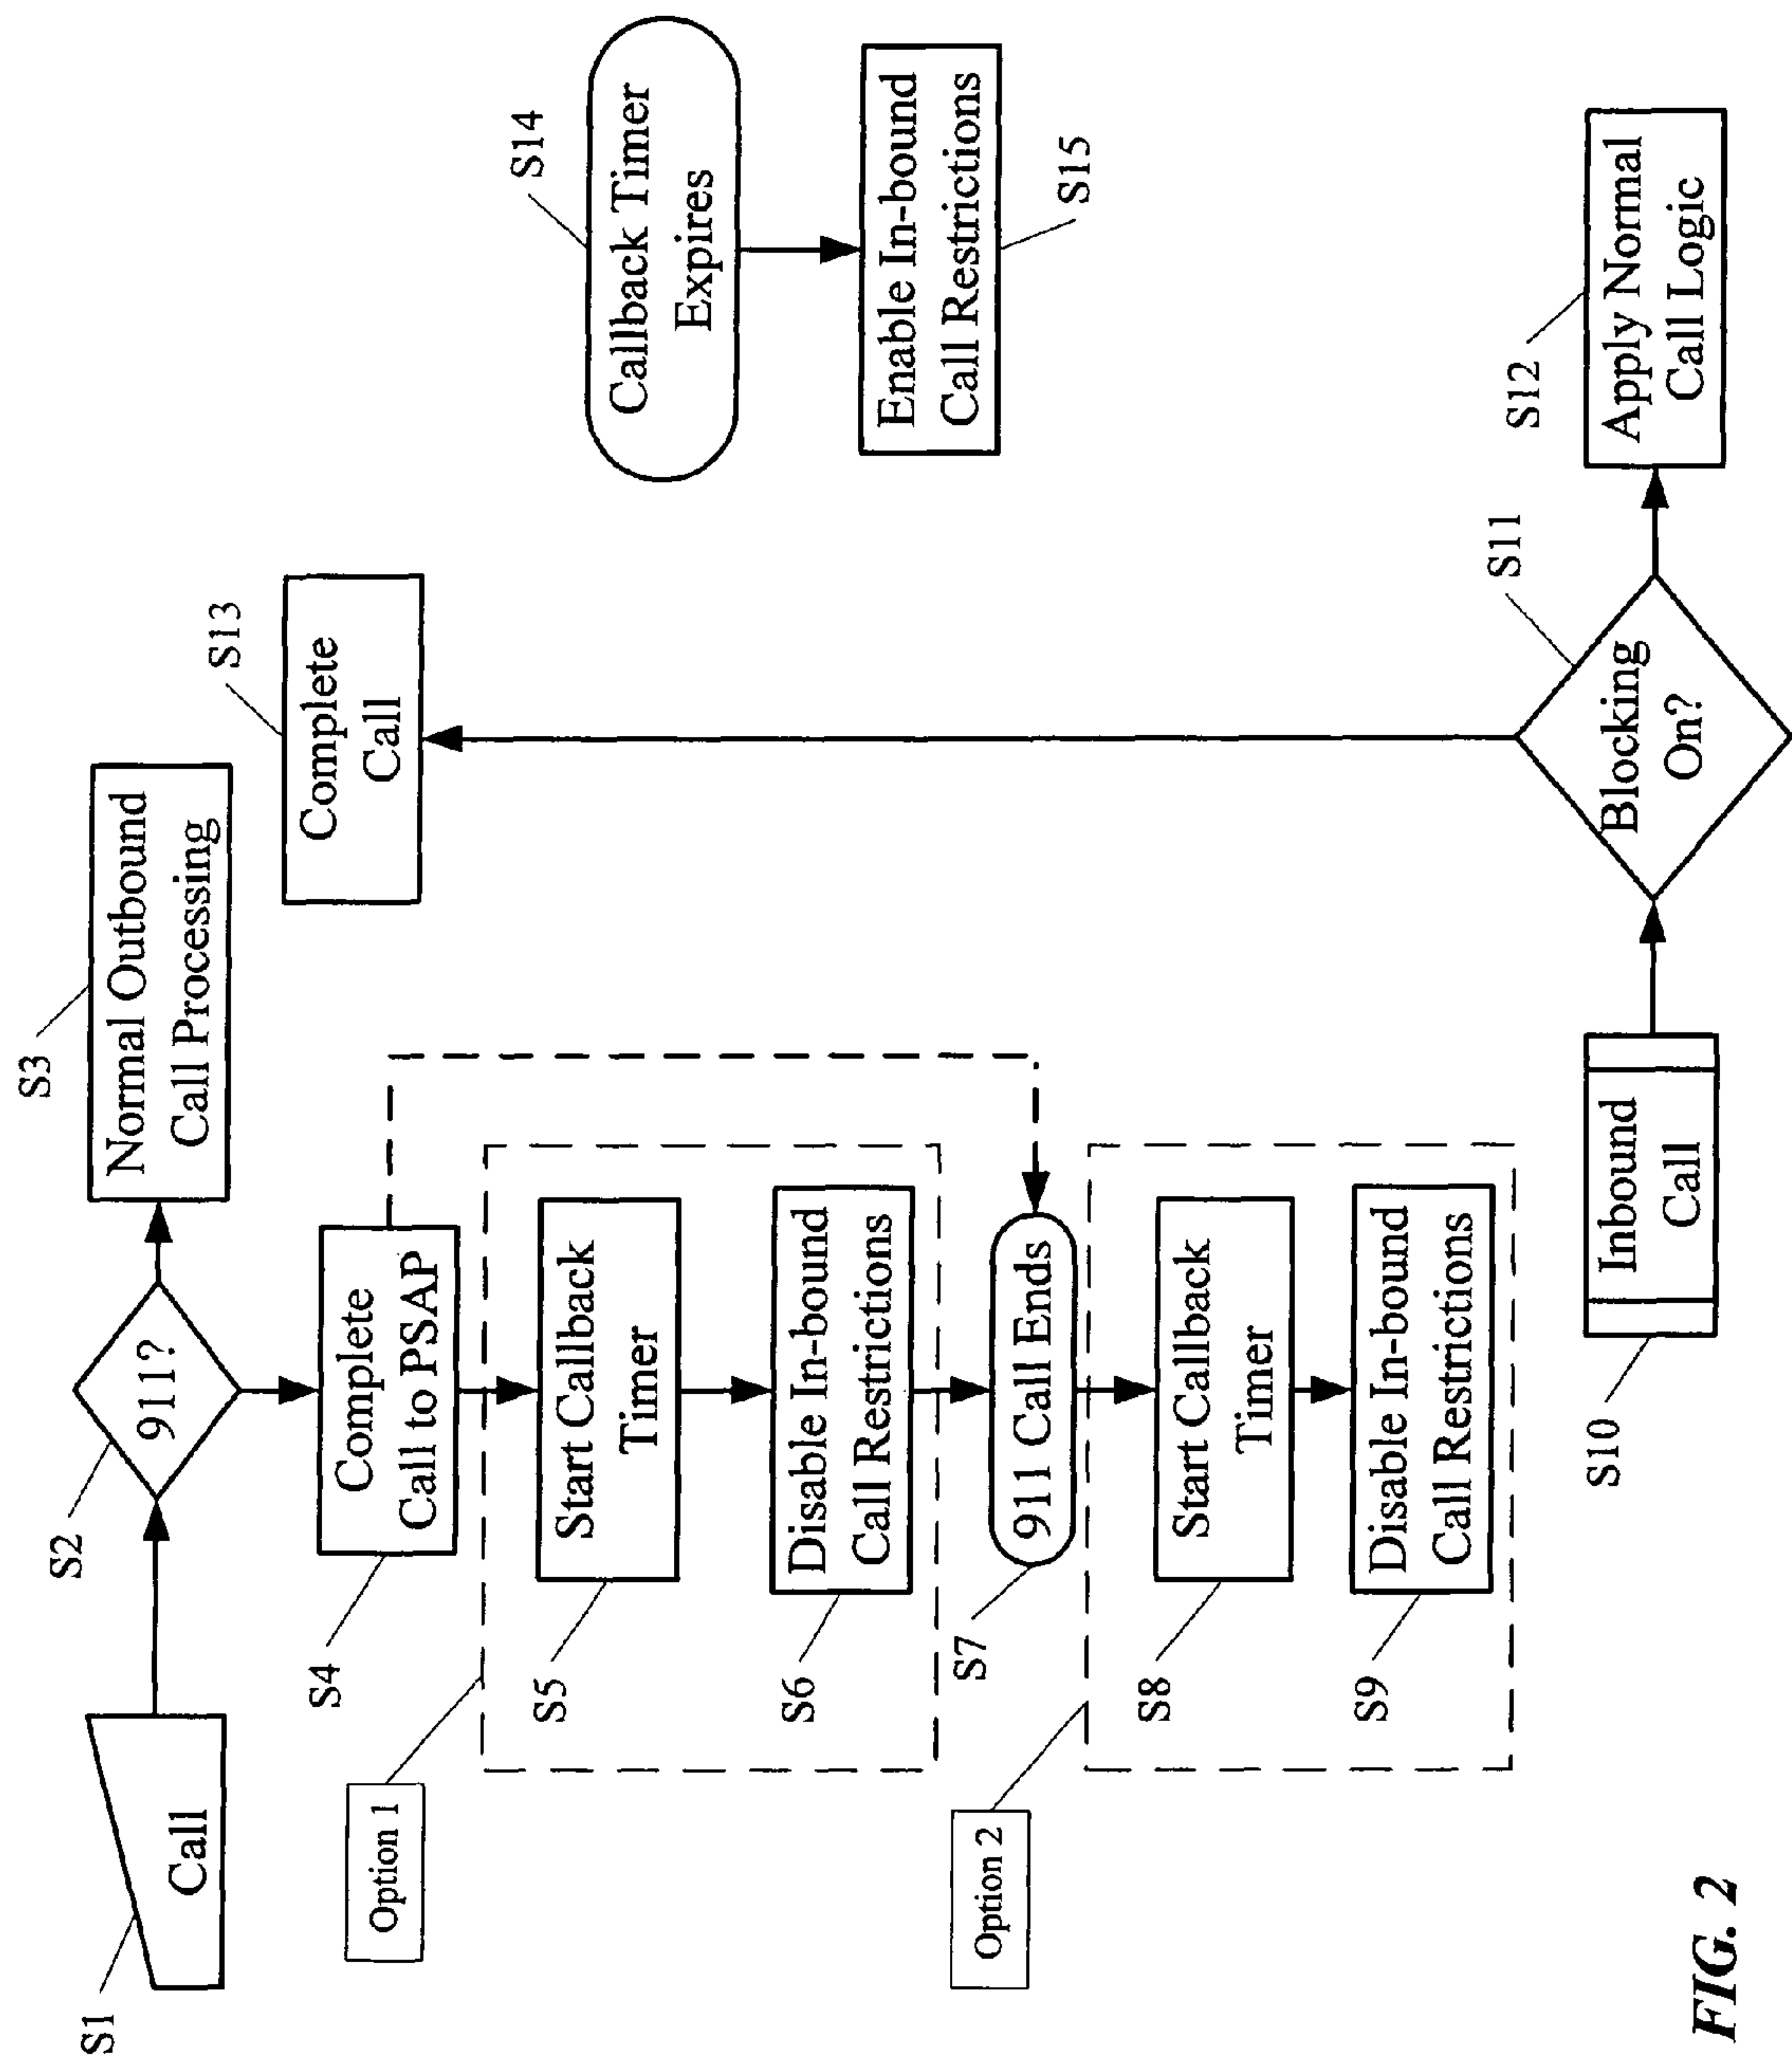 S1
Call
S2
911?
S3
Normal Outbound
Call Processing
S4
Complete
Call to PSAP
Option 1
S5
Start Callback
Timer
S6
Disable In-bound
Call Restrictions
S7
911 Call Ends
Option 2
S8
Start Callback
Timer
S9
Disable In-bound
Call Restrictions
S10
Inbound
Call
S11
Blocking
On?
S12
Apply Normal
Call Logic
S13
Complete
Call
S14
Callback Timer
Expires
Enable In-bound
Call Restrictions
S15
FIG. 2